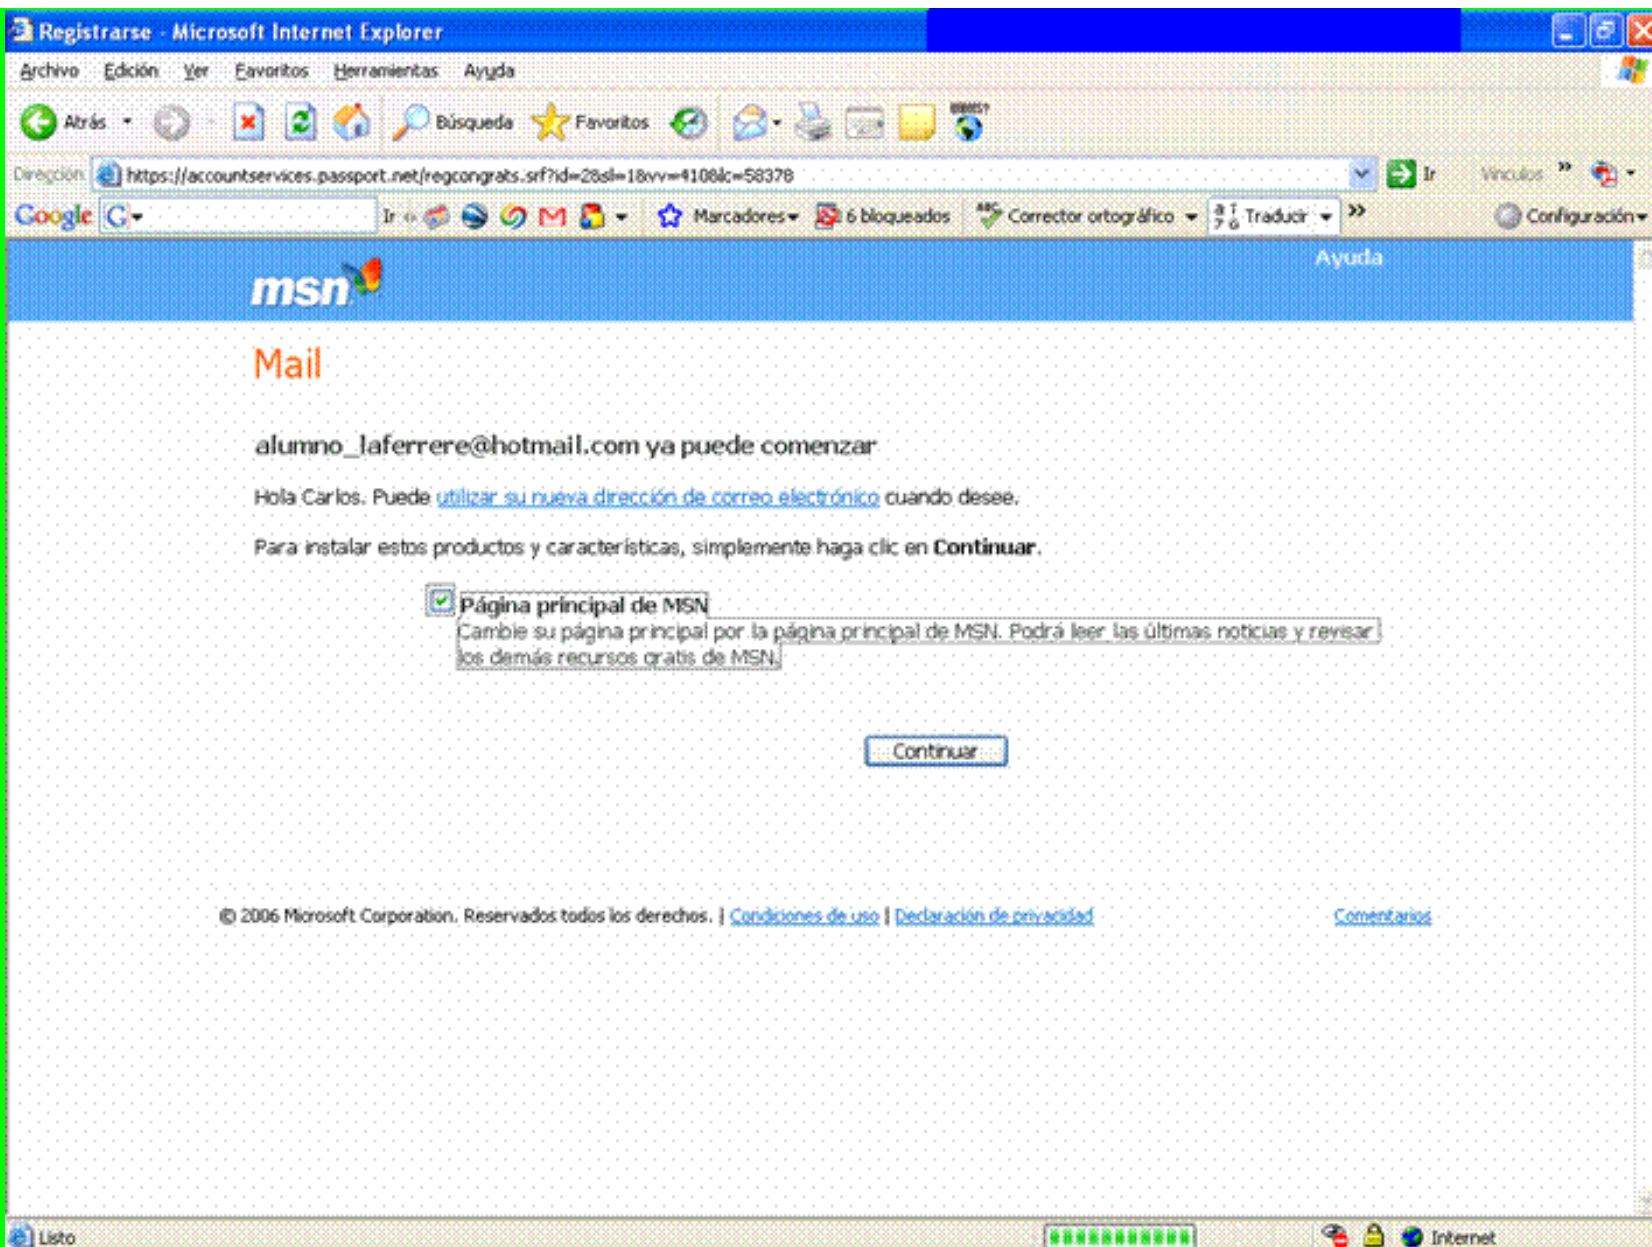 Registrarse - Microsoft Internet Explorer
Archivo Edición Ver Favoritos Herramientas Ayuda
Atrás Búsqueda Favoritos
Dirección https://accountservices.passport.net/regcongrats.srf?id=2&sl=1&vv=410&lc=58378 Ir Vínculos »
Google G Ir Marcadores 6 bloqueados ABC Corrector ortográfico Traducir » Configuración
Ayuda
msn
Mail
alumno_laferrere@hotmail.com ya puede comenzar
Hola Carlos. Puede utilizar su nueva dirección de correo electrónico cuando desee.
Para instalar estos productos y características, simplemente haga clic en Continuar.
Página principal de MSN
Cambie su página principal por la página principal de MSN. Podrá leer las últimas noticias y revisar
los demás recursos gratis de MSN.
Continuar
© 2006 Microsoft Corporation. Reservados todos los derechos. | Condiciones de uso | Declaración de privacidad Comentarios
Listo Internet